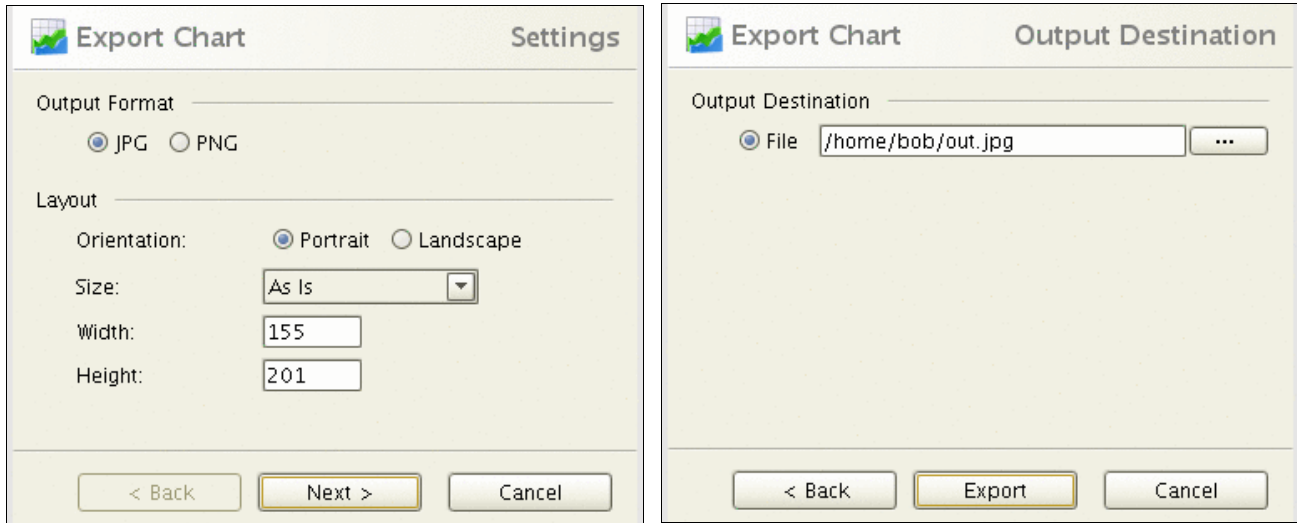 Export Chart Settings
Output Format
JPG PNG
Layout
Orientation: Portrait Landscape
Size: As Is
Width: 155
Height: 201
< Back Next > Cancel
Export Chart Output Destination
Output Destination
File /home/bob/out.jpg ...
< Back Export Cancel